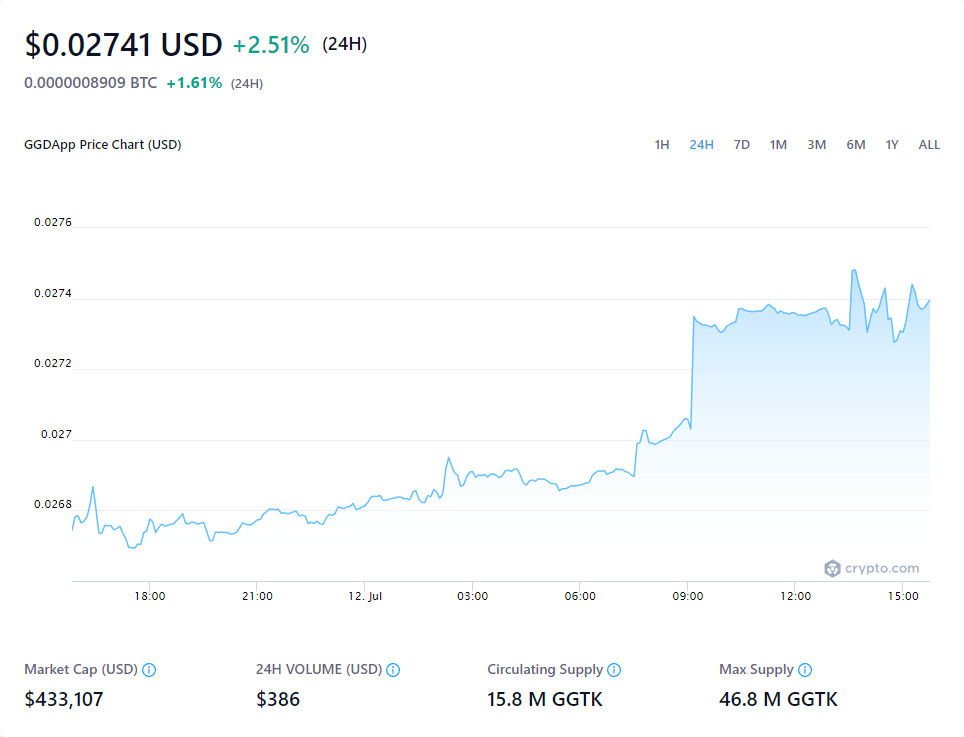 $0.02741 USD +2.51% (24H)
0.0000008909 BTC +1.61% (24H)
GGDApp Price Chart (USD)
1H 24H 7D 1M 3M 6M 1Y ALL
0.0276
0.0274
0.0272
0.027
0.0268
crypto.com
18:00 21:00 12. Jul 03:00 06:00 09:00 12:00 15:00
Market Cap (USD) 24H VOLUME (USD) Circulating Supply Max Supply
$433,107 $386 15.8 M GGTK 46.8 M GGTK